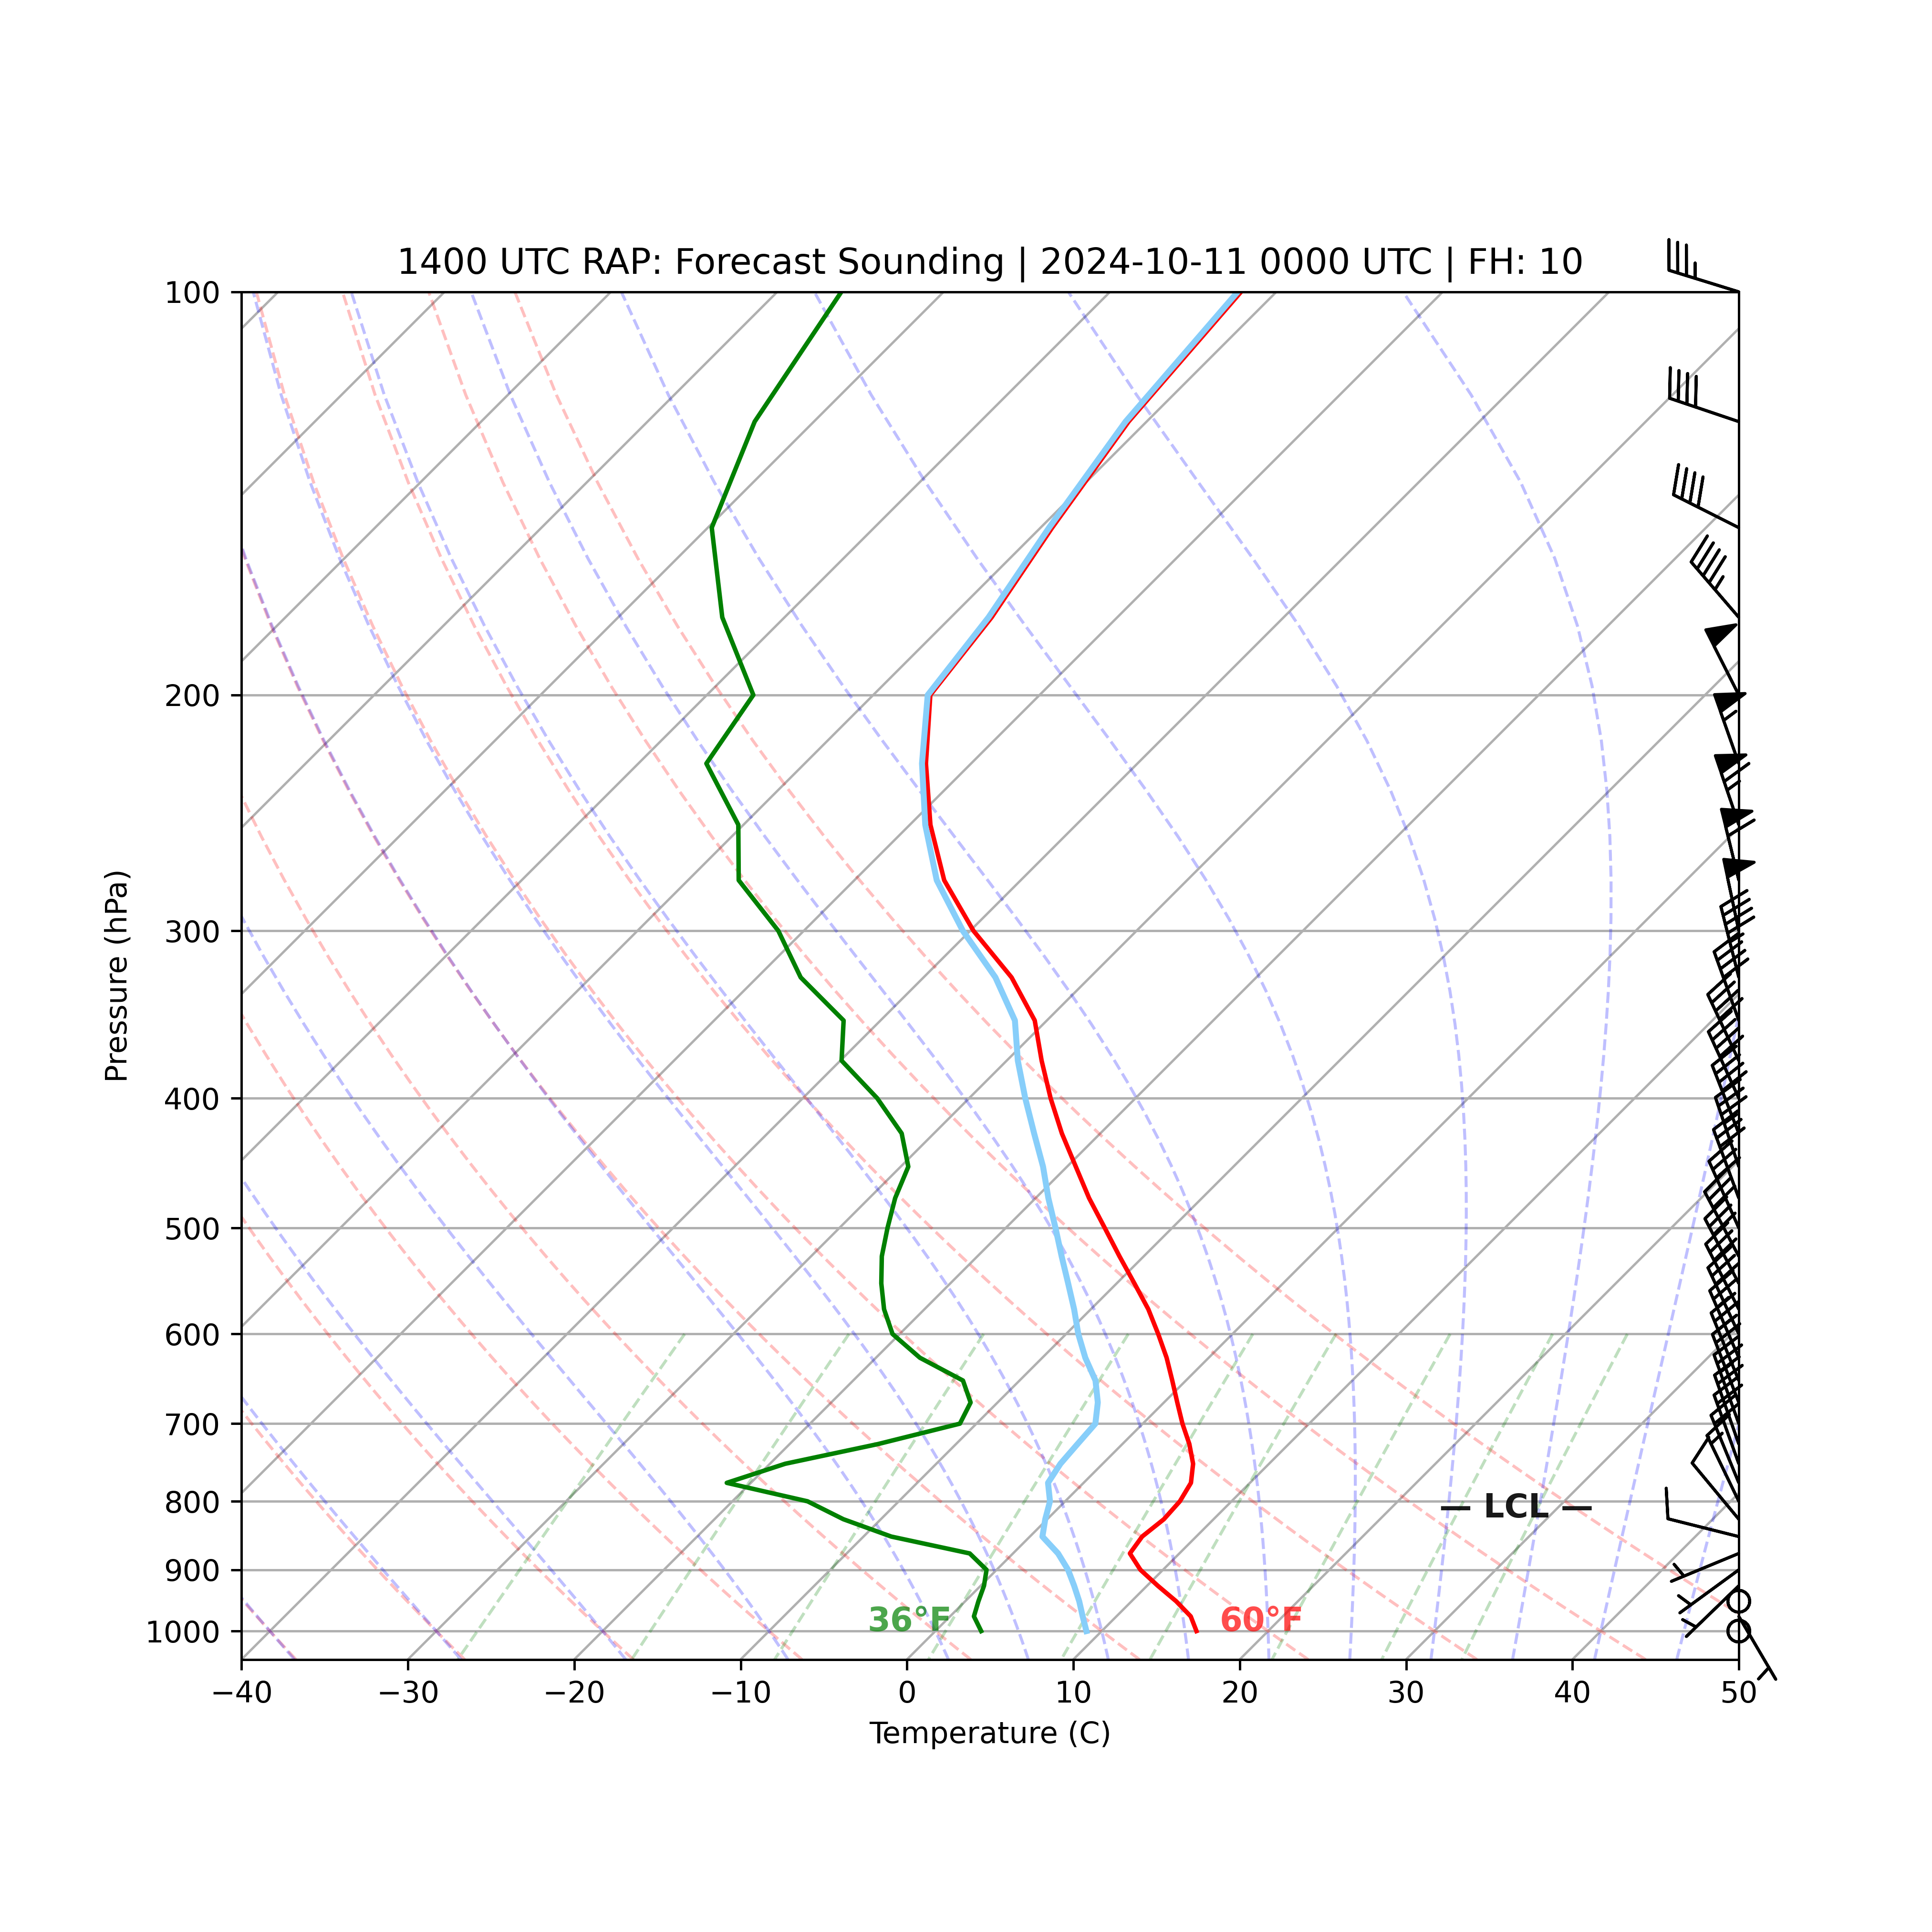 1400 UTC RAP: Forecast Sounding | 2024-10-11 0000 UTC | FH: 10
100
200
300
400
500
600
700
800
900
1000
Pressure (hPa)
— LCL —
36°F
60°F
−40 −30 −20 −10 0 10 20 30 40 50
Temperature (C)